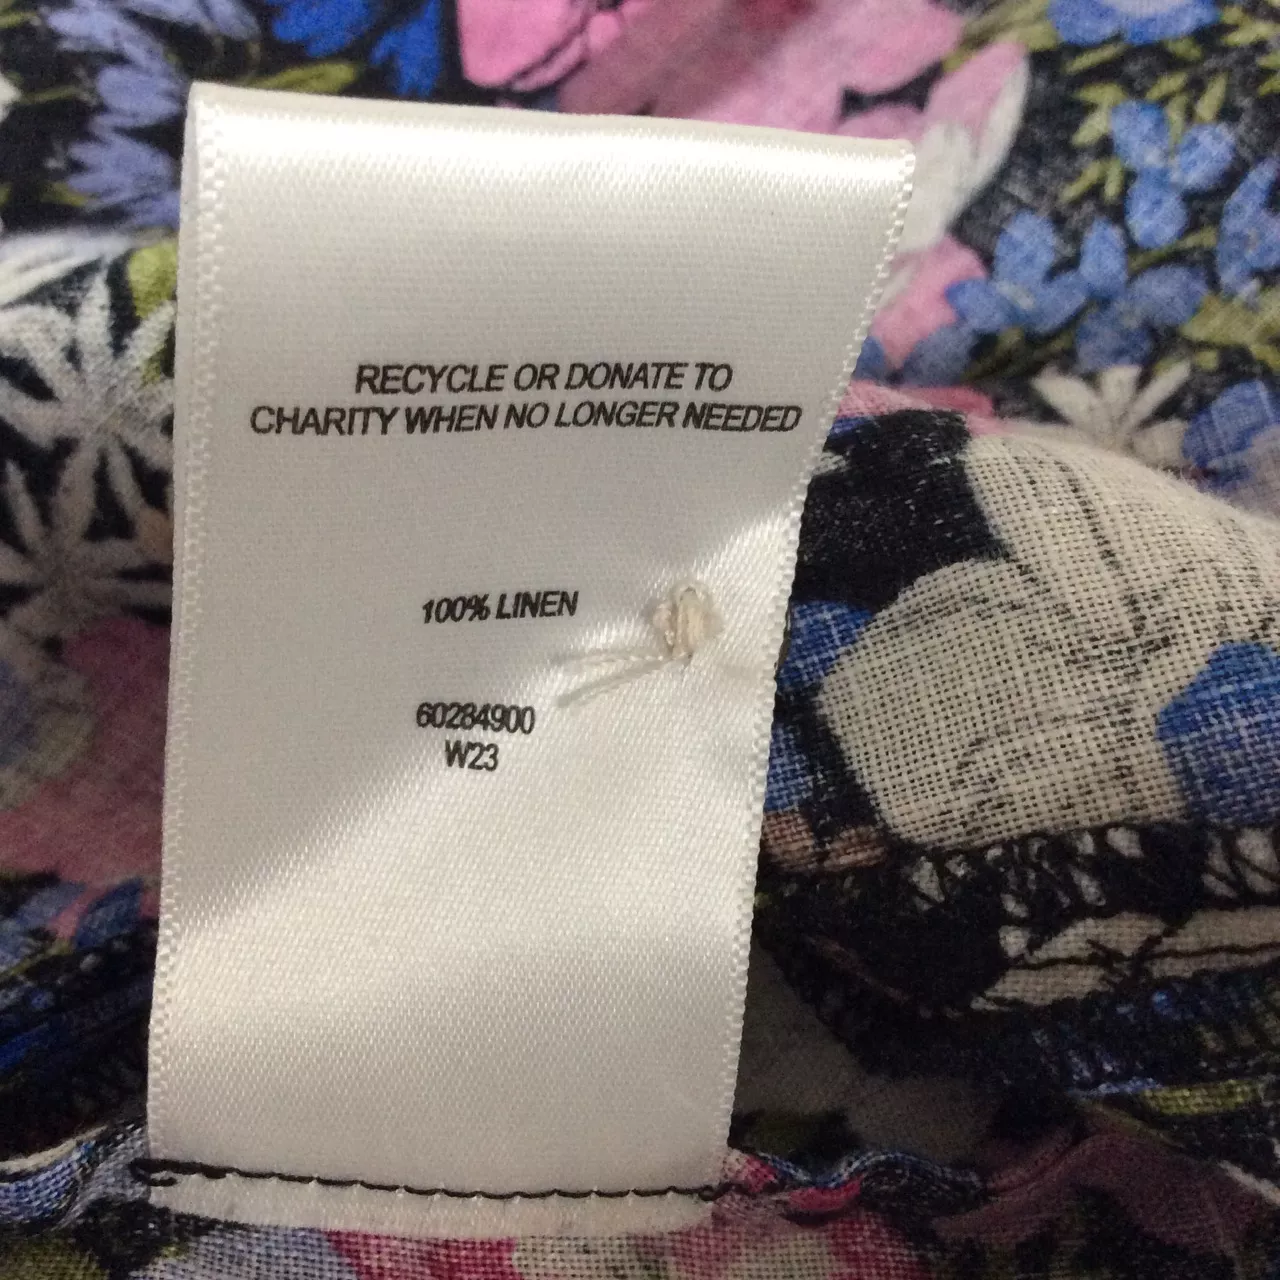 RECYCLE OR DONATE TO
CHARITY WHEN NO LONGER NEEDED
100% LINEN
60284900
W23